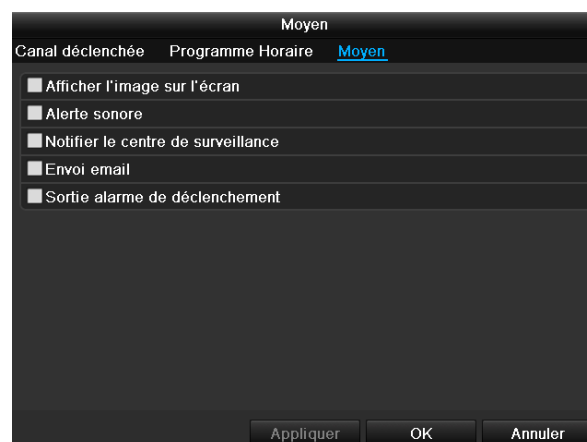 Moyen
Canal déclenchée Programme Horaire Moyen
Afficher l'image sur l'écran
Alerte sonore
Notifier le centre de surveillance
Envoi email
Sortie alarme de déclenchement
Appliquer OK Annuler